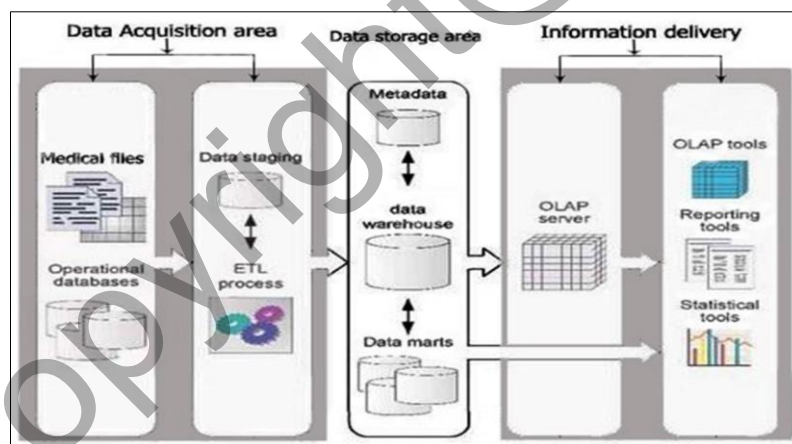 Data Acquisition area
Data storage area
Information delivery
Medical files
Operational
databases
Data staging
ETL
process
Metadata
data
warehouse
Data marts
OLAP
server
OLAP tools
Reporting
tools
Statistical
tools
opyright